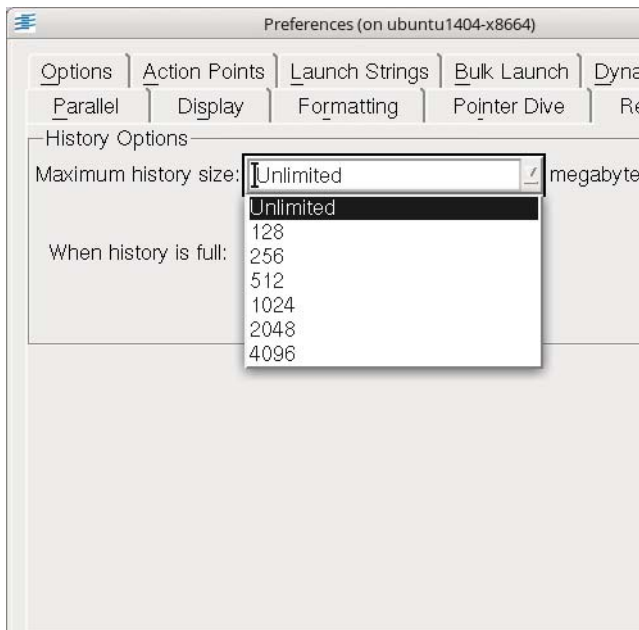 Preferences (on ubuntu1404-x8664)
Options Action Points Launch Strings Bulk Launch
Parallel Display Formatting Pointer Dive
History Options
Maximum history size: Unlimited
Unlimited
128
256
512
1024
2048
4096
When history is full: